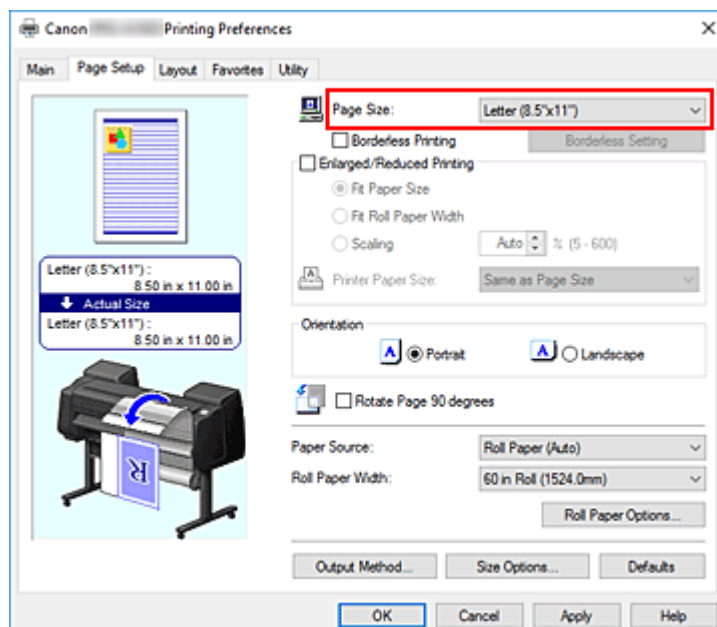 Canon Printing Preferences
Main Page Setup Layout Favorites Utility
Page Size: Letter (8.5"x11")
Borderless Printing Borderless Setting
Enlarged/Reduced Printing
Fit Paper Size
Fit Roll Paper Width
Scaling Auto % (5 - 600)
Printer Paper Size: Same as Page Size
Letter (8.5"x11") :
8.50 in x 11.00 in
Actual Size
Letter (8.5"x11") :
8.50 in x 11.00 in
Orientation
A Portrait A Landscape
Rotate Page 90 degrees
R
Paper Source: Roll Paper (Auto)
Roll Paper Width: 60 in Roll (1524.0mm)
Roll Paper Options...
Output Method... Size Options... Defaults
OK Cancel Apply Help